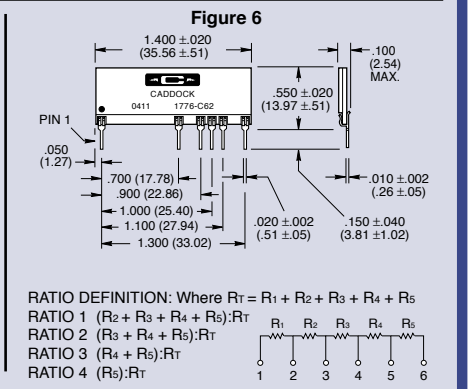 Figure 6
1.400 ±.020
(35.56 ±.51)
.100
(2.54)
MAX.
CADDOCK
0411 1776-C62
.550 ±.020
(13.97 ±.51)
PIN 1
.050
(1.27)
.700 (17.78)
.900 (22.86)
1.000 (25.40)
1.100 (27.94)
1.300 (33.02)
.020 ±.002
(.51 ±.05)
.010 ±.002
(.26 ±.05)
.150 ±.040
(3.81 ±1.02)
RATIO DEFINITION: Where RT = R1 + R2 + R3 + R4 + R5
RATIO 1 (R2 + R3 + R4 + R5):RT
RATIO 2 (R3 + R4 + R5):RT
RATIO 3 (R4 + R5):RT
RATIO 4 (R5):RT
R1 R2 R3 R4 R5
1 2 3 4 5 6